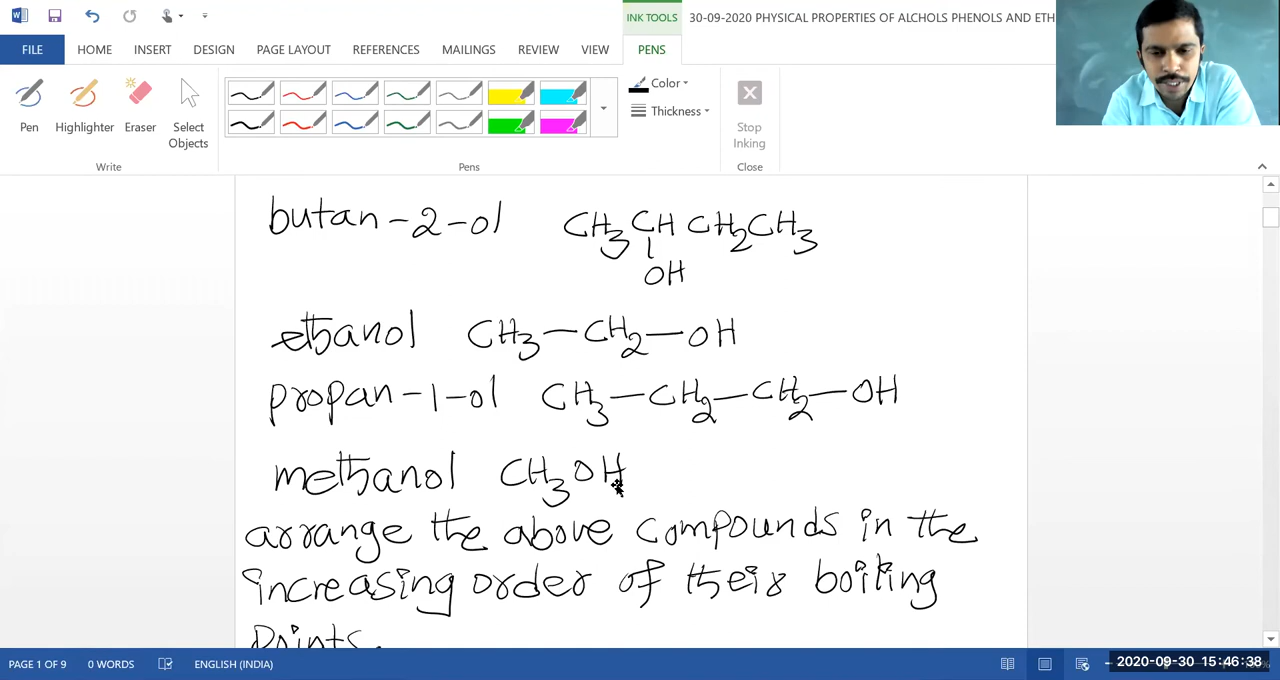 INK TOOLS
30-09-2020 PHYSICAL PROPERTIES OF ALCHOLS PHENOLS AND ETH
FILE HOME INSERT DESIGN PAGE LAYOUT REFERENCES MAILINGS REVIEW VIEW PENS
Pen Highlighter Eraser Select Objects
Color
Thickness
Stop Inking
Write Pens Close
butan-2-ol CH3 CH CH2 CH3
OH
ethanol CH3-CH2-OH
propan-1-ol CH3-CH2-CH2-OH
methanol CH3OH
arrange the above compounds in the
increasing order of their boiling
points.
PAGE 1 OF 9 0 WORDS ENGLISH (INDIA) 2020-09-30 15:46:38